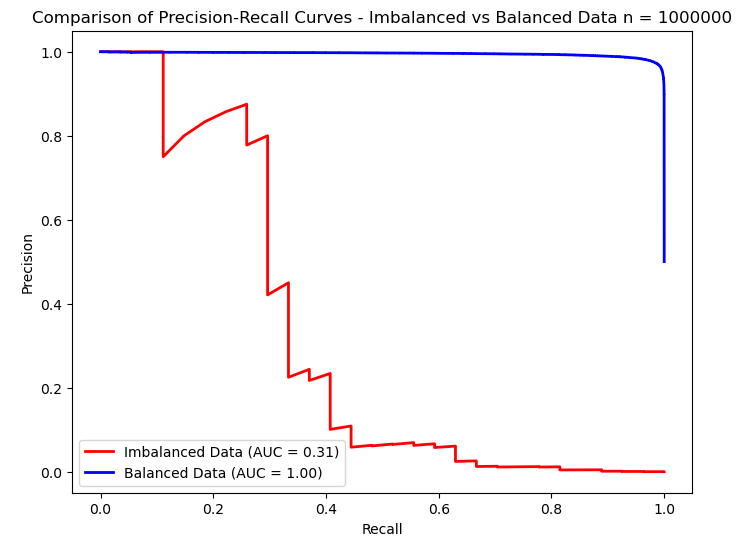 Comparison of Precision-Recall Curves - Imbalanced vs Balanced Data n = 1000000
1.0
0.8
0.6
0.4
0.2
0.0
Precision
Imbalanced Data (AUC = 0.31)
Balanced Data (AUC = 1.00)
0.0 0.2 0.4 0.6 0.8 1.0
Recall